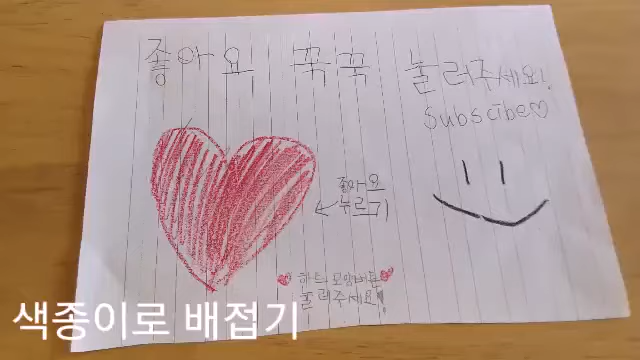 좋아요 꾹꾹 눌러주세요!
Subscibe♡
좋아요
누르기
하트 모양버튼
눌러주세요!
색종이로 배접기